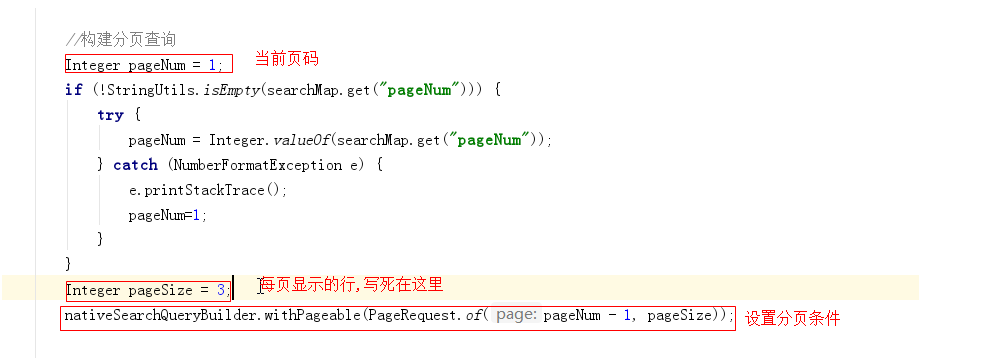 //构建分页查询
Integer pageNum = 1; 当前页码
if (!StringUtils.isEmpty(searchMap.get("pageNum"))) {
try {
pageNum = Integer.valueOf(searchMap.get("pageNum"));
} catch (NumberFormatException e) {
e.printStackTrace();
pageNum=1;
}
}
Integer pageSize = 3; 每页显示的行,写死在这里
nativeSearchQueryBuilder.withPageable(PageRequest.of( page: pageNum - 1, pageSize)); 设置分页条件